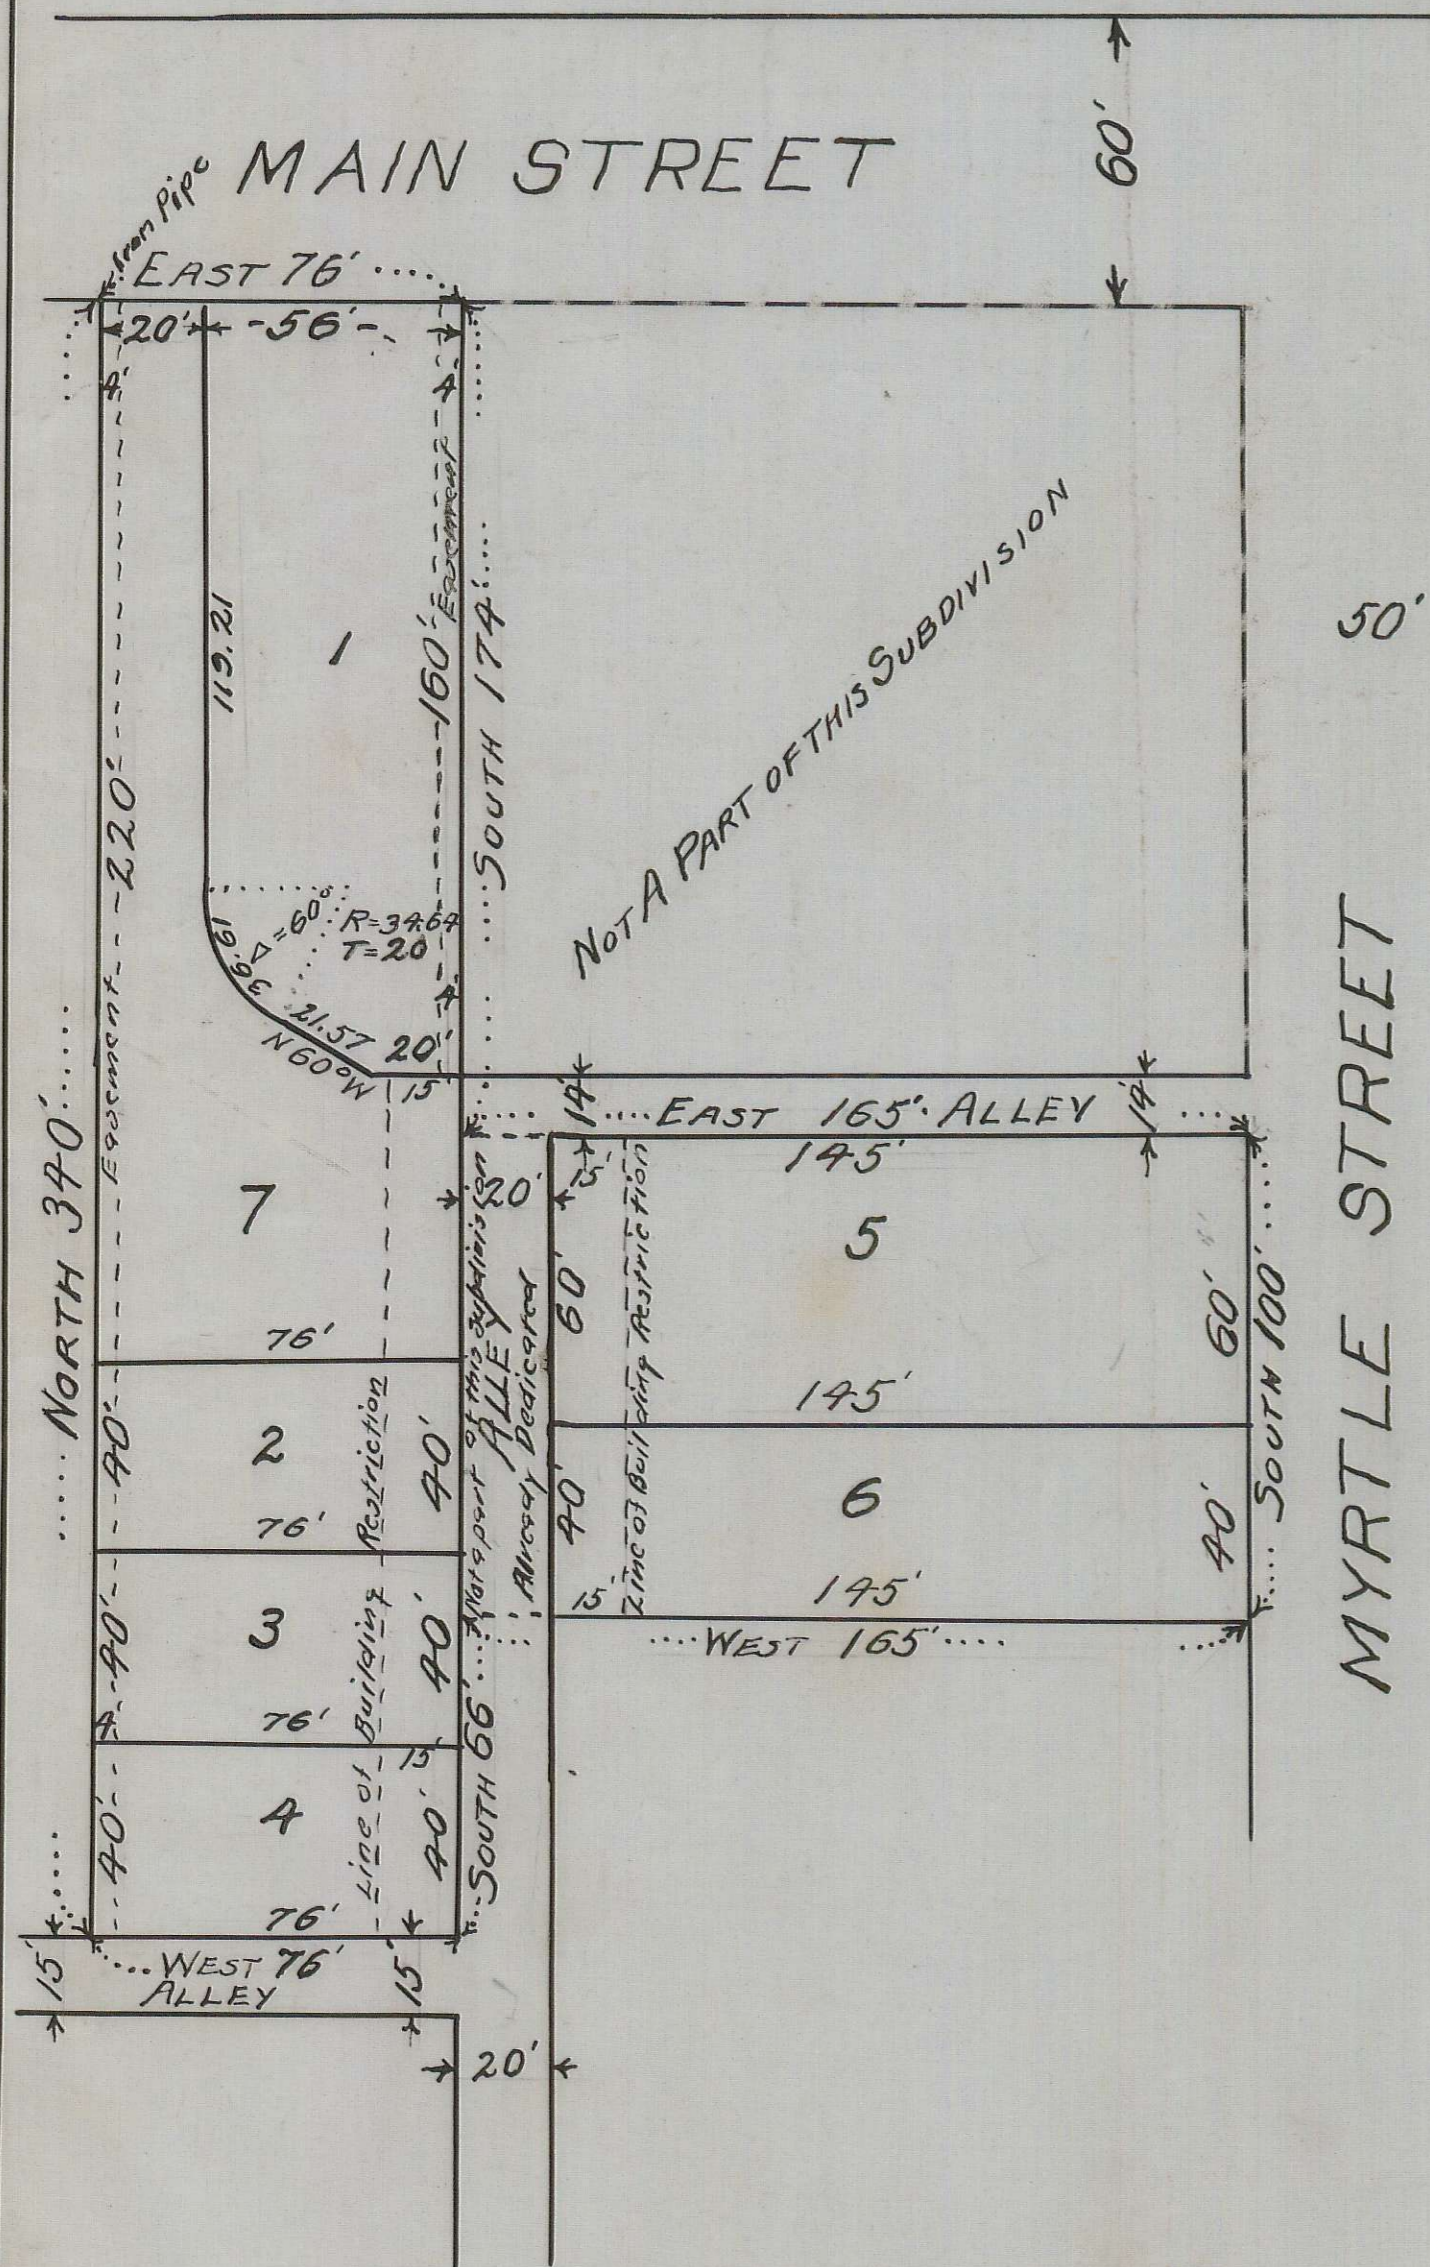 60'
MAIN STREET
Iron Pipe
EAST 76'
20'
56'
4'
4'
Easement
119.21
1
160'
SOUTH 174'
NOT A PART OF THIS SUBDIVISION
50'
220'
36.61
Δ=60°
R=34.64
T=20
4'
21.57
N60°W
20'
15'
Easement
NORTH 340'
14'
EAST 165' ALLEY
14'
145'
20'
15'
7
5
60'
60'
SOUTH 100'
MYRTLE STREET
76'
145'
Line of Building Restriction
Not a part of this Subdivision
ALLEY
Already Dedicated
40'
2
40'
76'
40'
6
40'
15'
145'
WEST 165'
40'
3
40'
4'
76'
15'
Line of Building Restriction
SOUTH 66'
40'
4
40'
76'
15'
WEST 76'
ALLEY
15'
20'